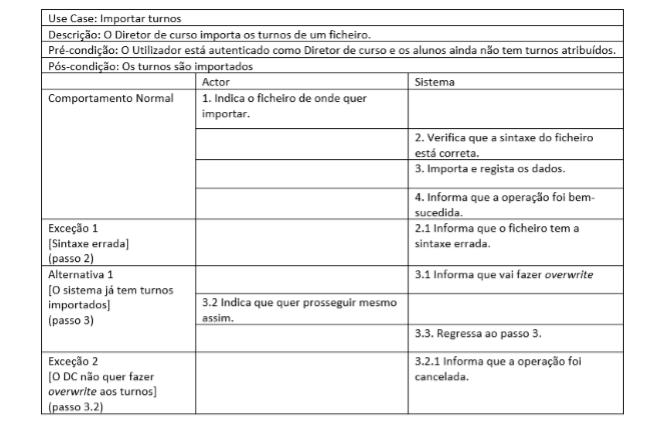 Use Case: Importar turnos
Descrição: O Diretor de curso importa os turnos de um ficheiro.
Pré-condição: O Utilizador está autenticado como Diretor de curso e os alunos ainda não tem turnos atribuídos.
Pós-condição: Os turnos são importados
Actor
Sistema
Comportamento Normal
1. Indica o ficheiro de onde quer
importar.
2. Verifica que a sintaxe do ficheiro
está correta.
3. Importa e regista os dados.
4. Informa que a operação foi bem-
sucedida.
Exceção 1
[Sintaxe errada]
(passo 2)
2.1 Informa que o ficheiro tem a
sintaxe errada.
Alternativa 1
[O sistema já tem turnos
importados]
(passo 3)
3.1 Informa que vai fazer overwrite
3.2 Indica que quer prosseguir mesmo
assim.
3.3. Regressa ao passo 3.
Exceção 2
[O DC não quer fazer
overwrite aos turnos]
(passo 3.2)
3.2.1 Informa que a operação foi
cancelada.